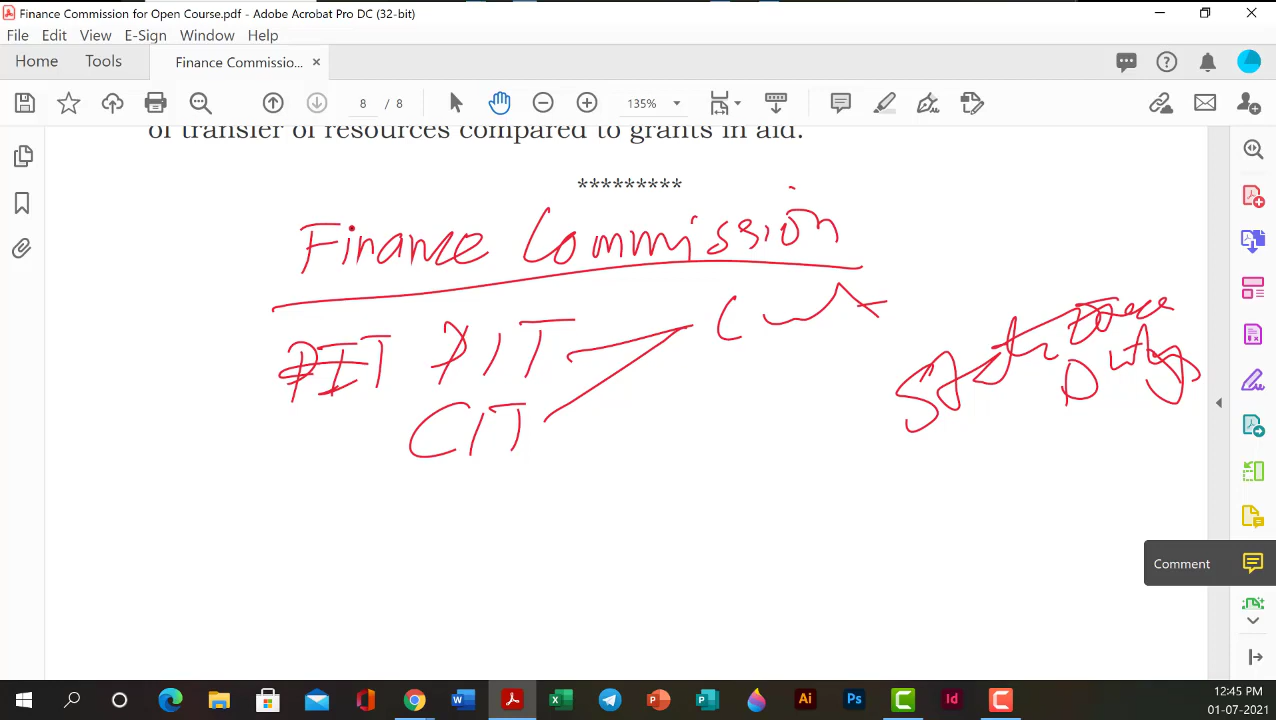 Finance Commission for Open Course.pdf - Adobe Acrobat Pro DC (32-bit)
File Edit View E-Sign Window Help
Home Tools Finance Commissio... ×
8 / 8 135%
of transfer of resources compared to grants in aid.
*********
Finance Commission
PIT PIT
CIT
Duty
Comment
12:45 PM
01-07-2021